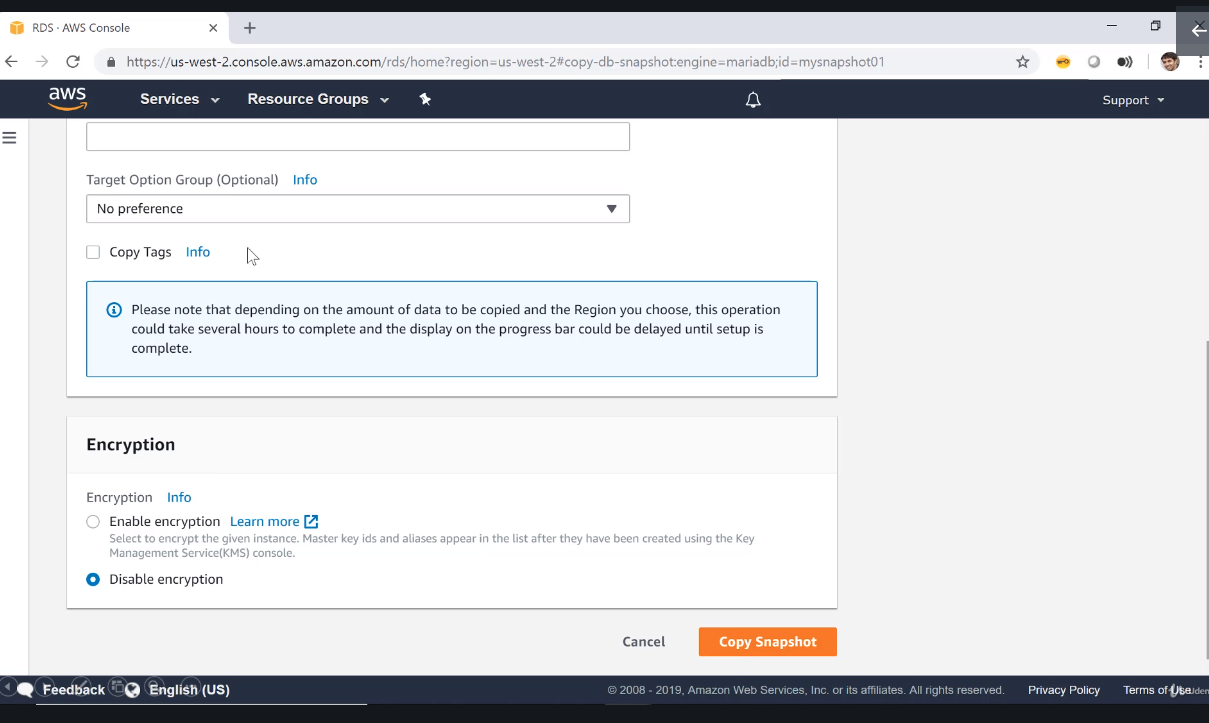 RDS · AWS Console
https://us-west-2.console.aws.amazon.com/rds/home?region=us-west-2#copy-db-snapshot:engine=mariadb;id=mysnapshot01
aws
Services
Resource Groups
Support
Target Option Group (Optional) Info
No preference
Copy Tags Info
Please note that depending on the amount of data to be copied and the Region you choose, this operation
could take several hours to complete and the display on the progress bar could be delayed until setup is
complete.
Encryption
Encryption Info
Enable encryption Learn more
Select to encrypt the given instance. Master key ids and aliases appear in the list after they have been created using the Key
Management Service(KMS) console.
Disable encryption
Cancel
Copy Snapshot
Feedback
English (US)
© 2008 - 2019, Amazon Web Services, Inc. or its affiliates. All rights reserved.
Privacy Policy
Terms of Use